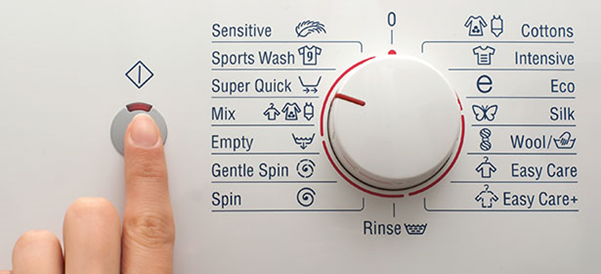 0
Sensitive
Sports Wash 9
Super Quick
Mix
Empty
Gentle Spin
Spin
Cottons
Intensive
e Eco
Silk
Wool/
Easy Care
Easy Care+
Rinse